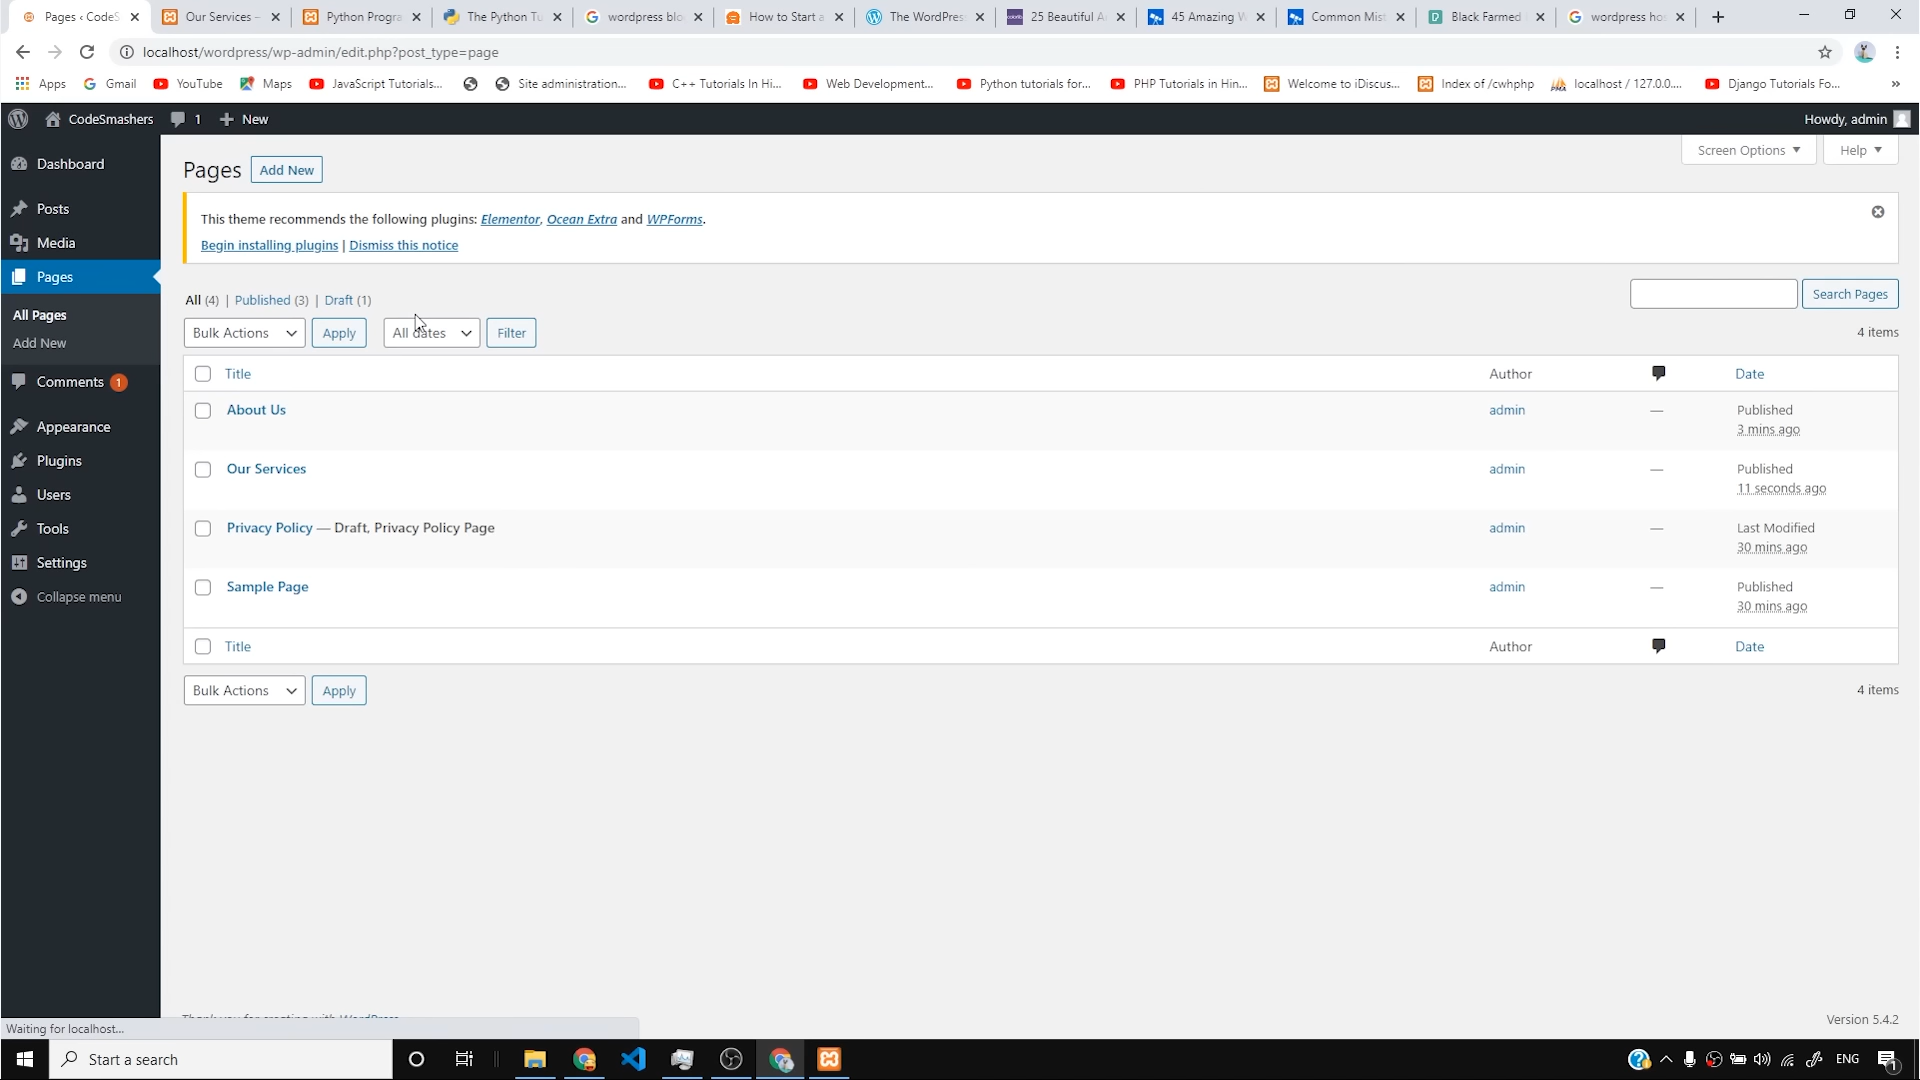 Pages ‹ CodeS
Our Services –
Python Progra
The Python Tu
wordpress blo
How to Start a
The WordPress
25 Beautiful A
45 Amazing W
Common Mist
Black Farmed
wordpress hos
localhost/wordpress/wp-admin/edit.php?post_type=page
Apps
Gmail
YouTube
Maps
JavaScript Tutorials...
Site administration...
C++ Tutorials In Hi...
Web Development...
Python tutorials for...
PHP Tutorials in Hin...
Welcome to iDiscus...
Index of /cwhphp
localhost / 127.0.0....
Django Tutorials Fo...
»
CodeSmashers
1
New
Howdy, admin
Dashboard
Posts
Media
Pages
All Pages
Add New
Comments 1
Appearance
Plugins
Users
Tools
Settings
Collapse menu
Screen Options
Help
Pages
Add New
This theme recommends the following plugins: Elementor, Ocean Extra and WPForms.
Begin installing plugins | Dismiss this notice
All (4) | Published (3) | Draft (1)
Search Pages
Bulk Actions
Apply
All dates
Filter
4 items
Title
Author
Date
About Us
admin
—
Published
3 mins ago
Our Services
admin
—
Published
11 seconds ago
Privacy Policy — Draft, Privacy Policy Page
admin
—
Last Modified
30 mins ago
Sample Page
admin
—
Published
30 mins ago
Title
Author
Date
Bulk Actions
Apply
4 items
Thank you for creating with WordPress
Version 5.4.2
Waiting for localhost...
Start a search
ENG
1